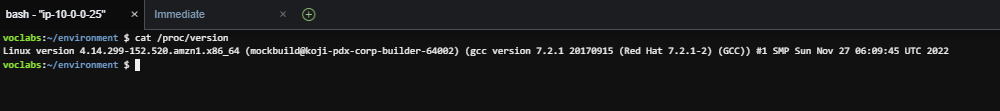 bash - "ip-10-0-0-25" Immediate
voclabs:~/environment $ cat /proc/version
Linux version 4.14.299-152.520.amzn1.x86_64 (mockbuild@koji-pdx-corp-builder-64002) (gcc version 7.2.1 20170915 (Red Hat 7.2.1-2) (GCC)) #1 SMP Sun Nov 27 06:09:45 UTC 2022
voclabs:~/environment $